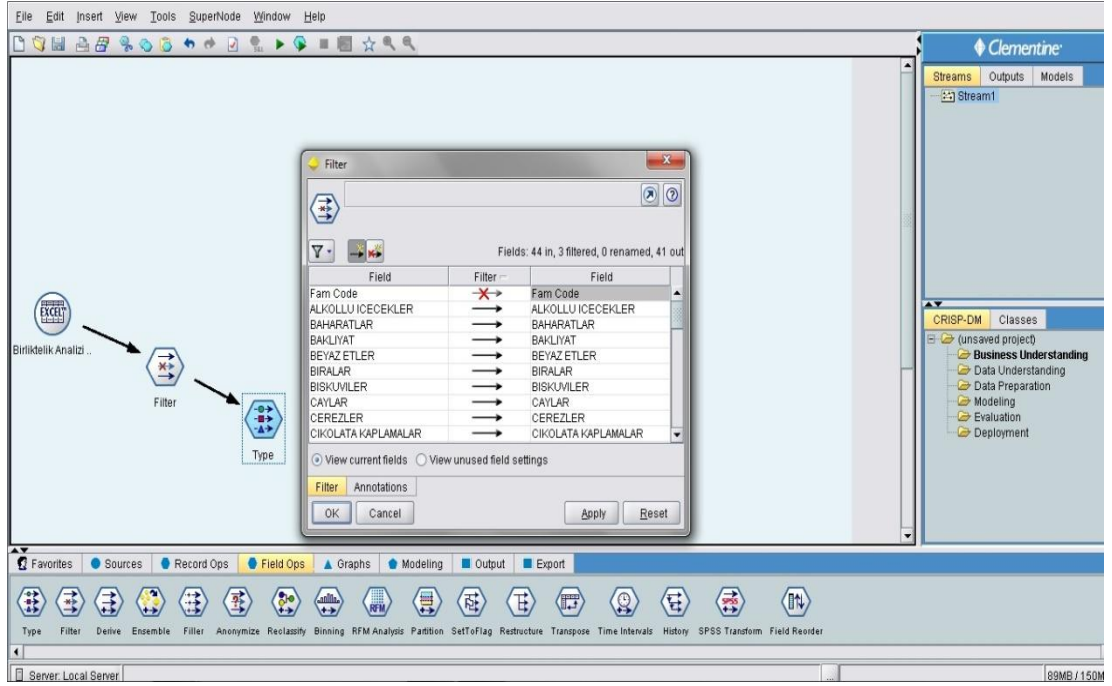 File Edit Insert View Tools SuperNode Window Help
Clementine
Streams Outputs Models
Stream1
EXCEL
Birliktelik Analizi ..
Filter
Type
Filter
Fields: 44 in, 3 filtered, 0 renamed, 41 out
Field Filter Field
Fam Code Fam Code
ALKOLLU ICECEKLER ALKOLLU ICECEKLER
BAHARATLAR BAHARATLAR
BAKLIYAT BAKLIYAT
BEYAZ ETLER BEYAZ ETLER
BIRALAR BIRALAR
BISKUVILER BISKUVILER
CAYLAR CAYLAR
CEREZLER CEREZLER
CIKOLATA KAPLAMALAR CIKOLATA KAPLAMALAR
View current fields View unused field settings
Filter Annotations
OK Cancel Apply Reset
CRISP-DM Classes
(unsaved project)
Business Understanding
Data Understanding
Data Preparation
Modeling
Evaluation
Deployment
Favorites Sources Record Ops Field Ops Graphs Modeling Output Export
RFM SPSS
Type Filter Derive Ensemble Filler Anonymize Reclassify Binning RFM Analysis Partition SetToFlag Restructure Transpose Time Intervals History SPSS Transform Field Reorder
Server: Local Server ... 89MB / 150M